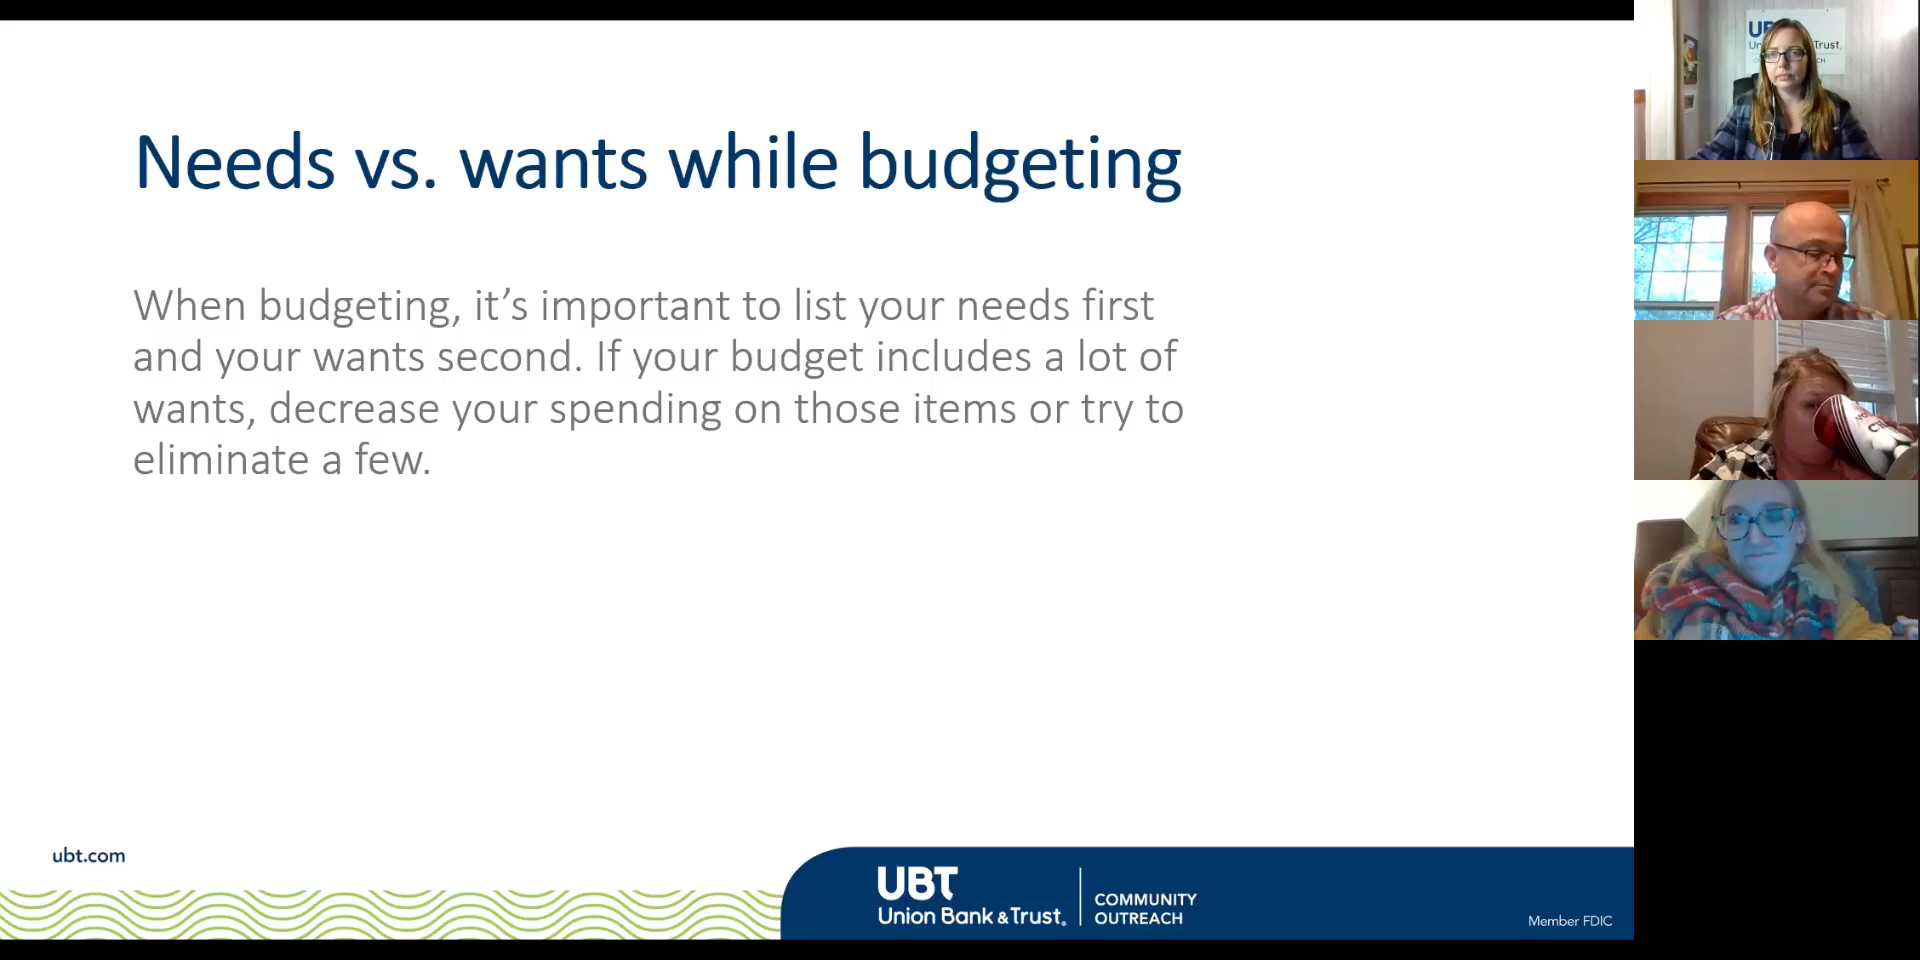 Needs vs. wants while budgeting
When budgeting, it’s important to list your needs first
and your wants second. If your budget includes a lot of
wants, decrease your spending on those items or try to
eliminate a few.
ubt.com
UBT
Union Bank & Trust®
COMMUNITY
OUTREACH
Member FDIC